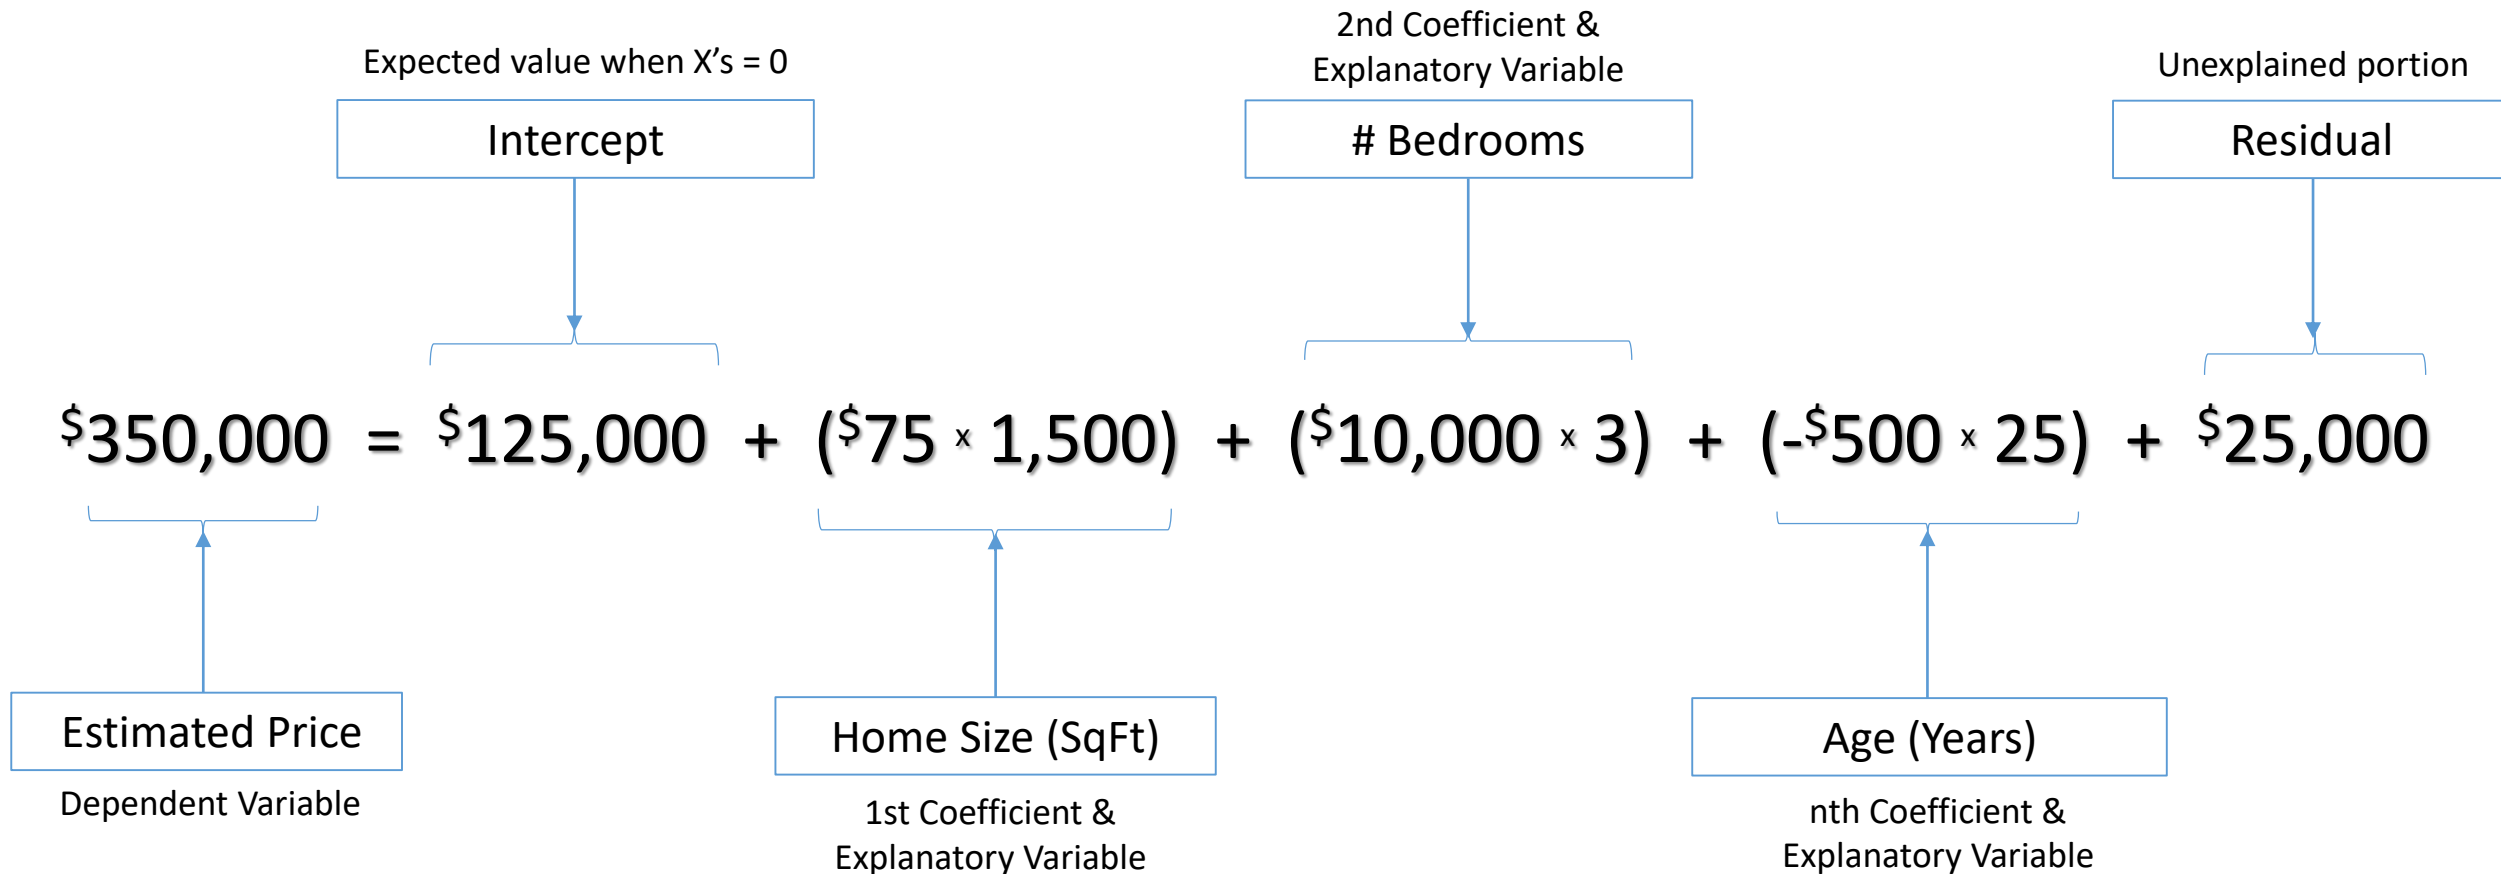 Expected value when X's = 0
Intercept
2nd Coefficient &
Explanatory Variable
# Bedrooms
Unexplained portion
Residual
$350,000 = $125,000 + ($75 x 1,500) + ($10,000 x 3) + (-$500 x 25) + $25,000
Estimated Price
Dependent Variable
Home Size (SqFt)
1st Coefficient &
Explanatory Variable
Age (Years)
nth Coefficient &
Explanatory Variable